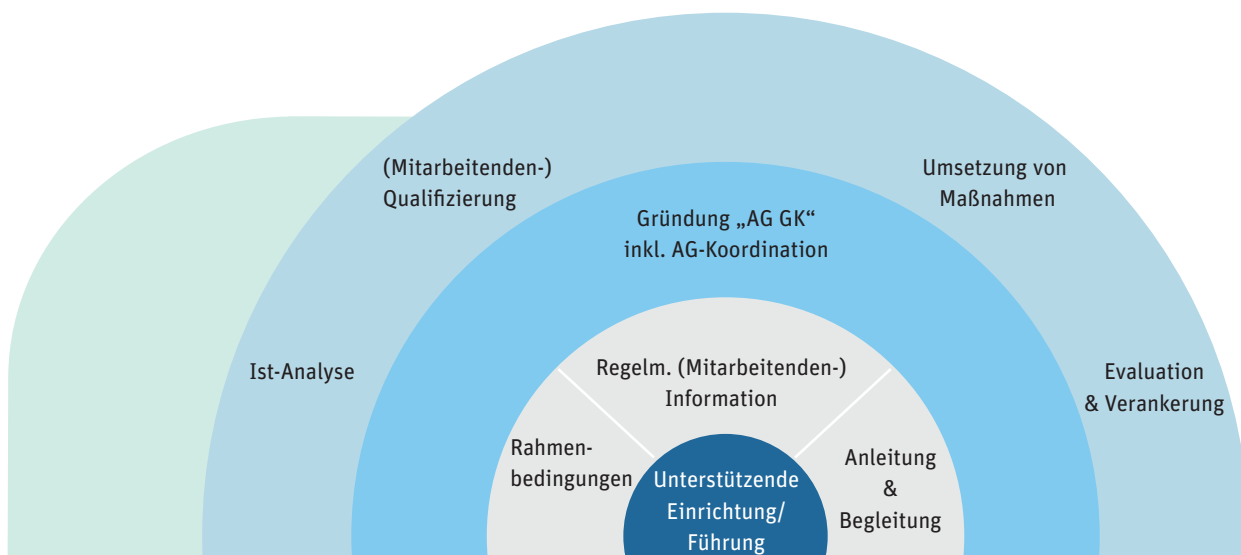 (Mitarbeitenden-)
Qualifizierung
Umsetzung von
Maßnahmen
Gründung „AG GK“
inkl. AG-Koordination
Ist-Analyse
Regelm. (Mitarbeitenden-)
Information
Evaluation
& Verankerung
Rahmen-
bedingungen
Unterstützende
Einrichtung/
Führung
Anleitung
&
Begleitung